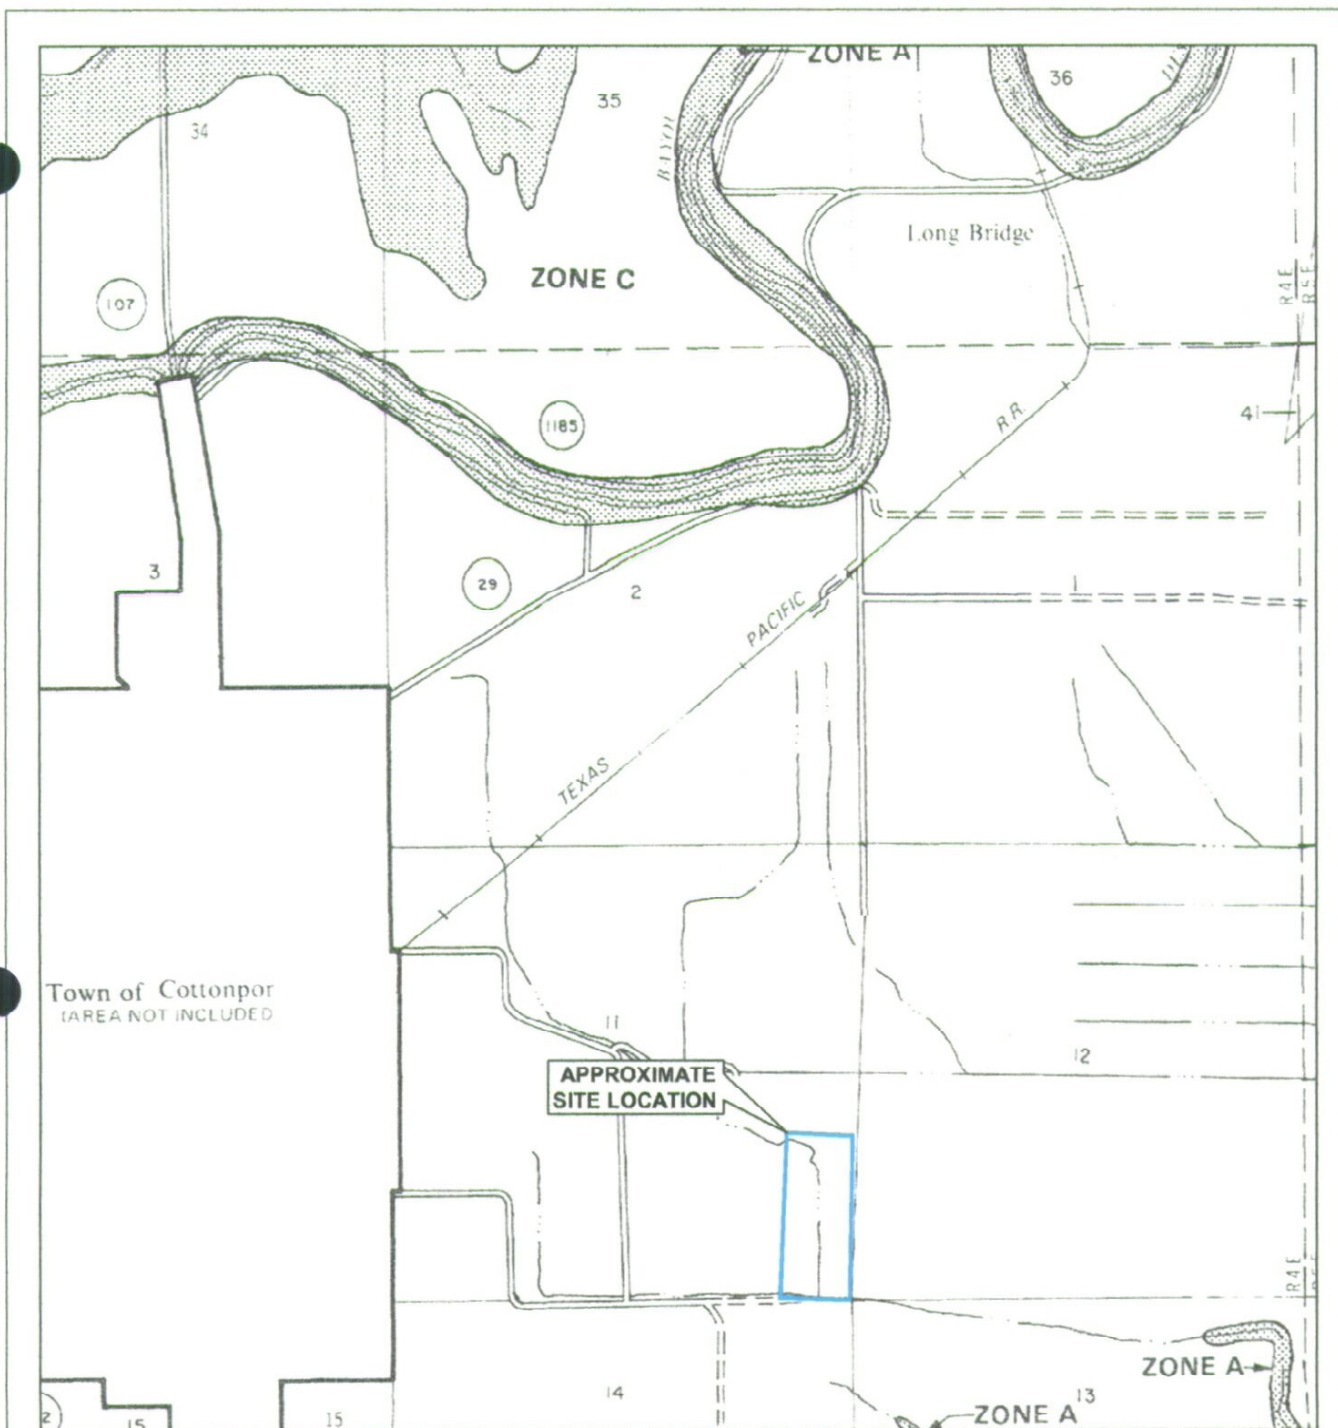 ZONE A
36
35
34
BAYOU
Long Bridge
ZONE C
R4E
R5E
107
41
1185
R.R.
3
29
2
1
PACIFIC
TEXAS
Town of Cottonpor
(AREA NOT INCLUDED
11
12
APPROXIMATE
SITE LOCATION
R4E
ZONE A
14
13
ZONE A
15
15